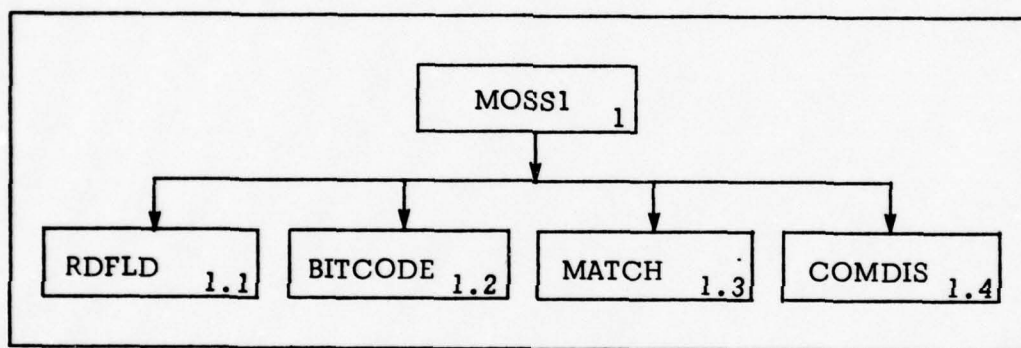 MOSS1
1
RDFLD
1.1
BITCODE
1.2
MATCH
1.3
COMDIS
1.4